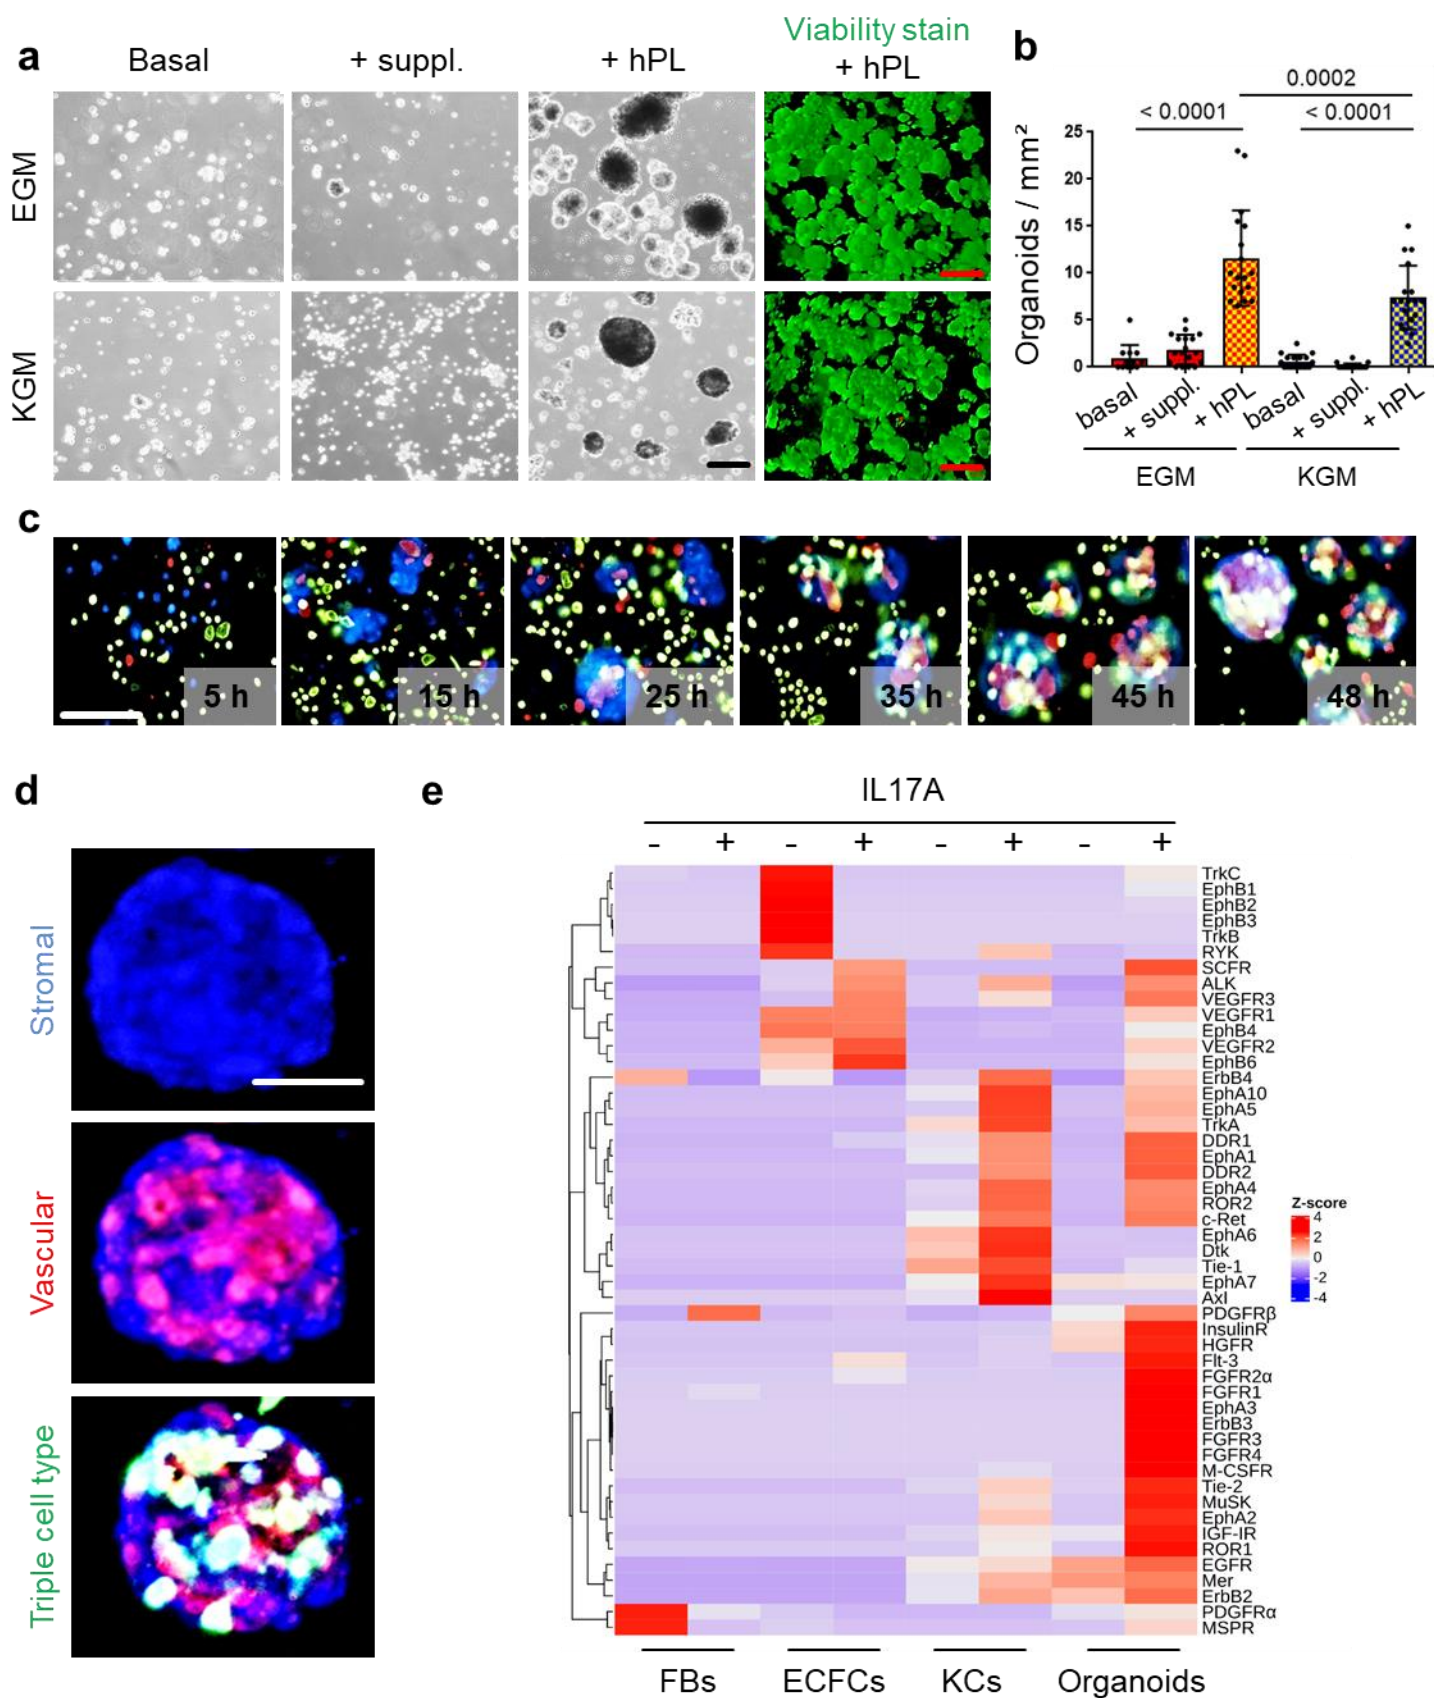 a
Basal
+ suppl.
+ hPL
Viability stain
+ hPL
EGM
KGM
b
0.0002
< 0.0001
< 0.0001
Organoids / mm²
25
20
15
10
5
0
basal
+ suppl.
+ hPL
basal
+ suppl.
+ hPL
EGM
KGM
c
5 h
15 h
25 h
35 h
45 h
48 h
d
Stromal
Vascular
Triple cell type
e
IL17A
- + - + - + - +
TrkC
EphB1
EphB2
EphB3
TrkB
RYK
SCFR
ALK
VEGFR3
VEGFR1
EphB4
VEGFR2
EphB6
ErbB4
EphA10
EphA5
TrkA
DDR1
EphA1
DDR2
EphA4
ROR2
c-Ret
EphA6
Dtk
Tie-1
EphA7
Axl
PDGFRβ
InsulinR
HGFR
Flt-3
FGFR2α
FGFR1
EphA3
ErbB3
FGFR3
FGFR4
M-CSFR
Tie-2
MuSK
EphA2
IGF-IR
ROR1
EGFR
Mer
ErbB2
PDGFRα
MSPR
Z-score
4
2
0
-2
-4
FBs
ECFCs
KCs
Organoids